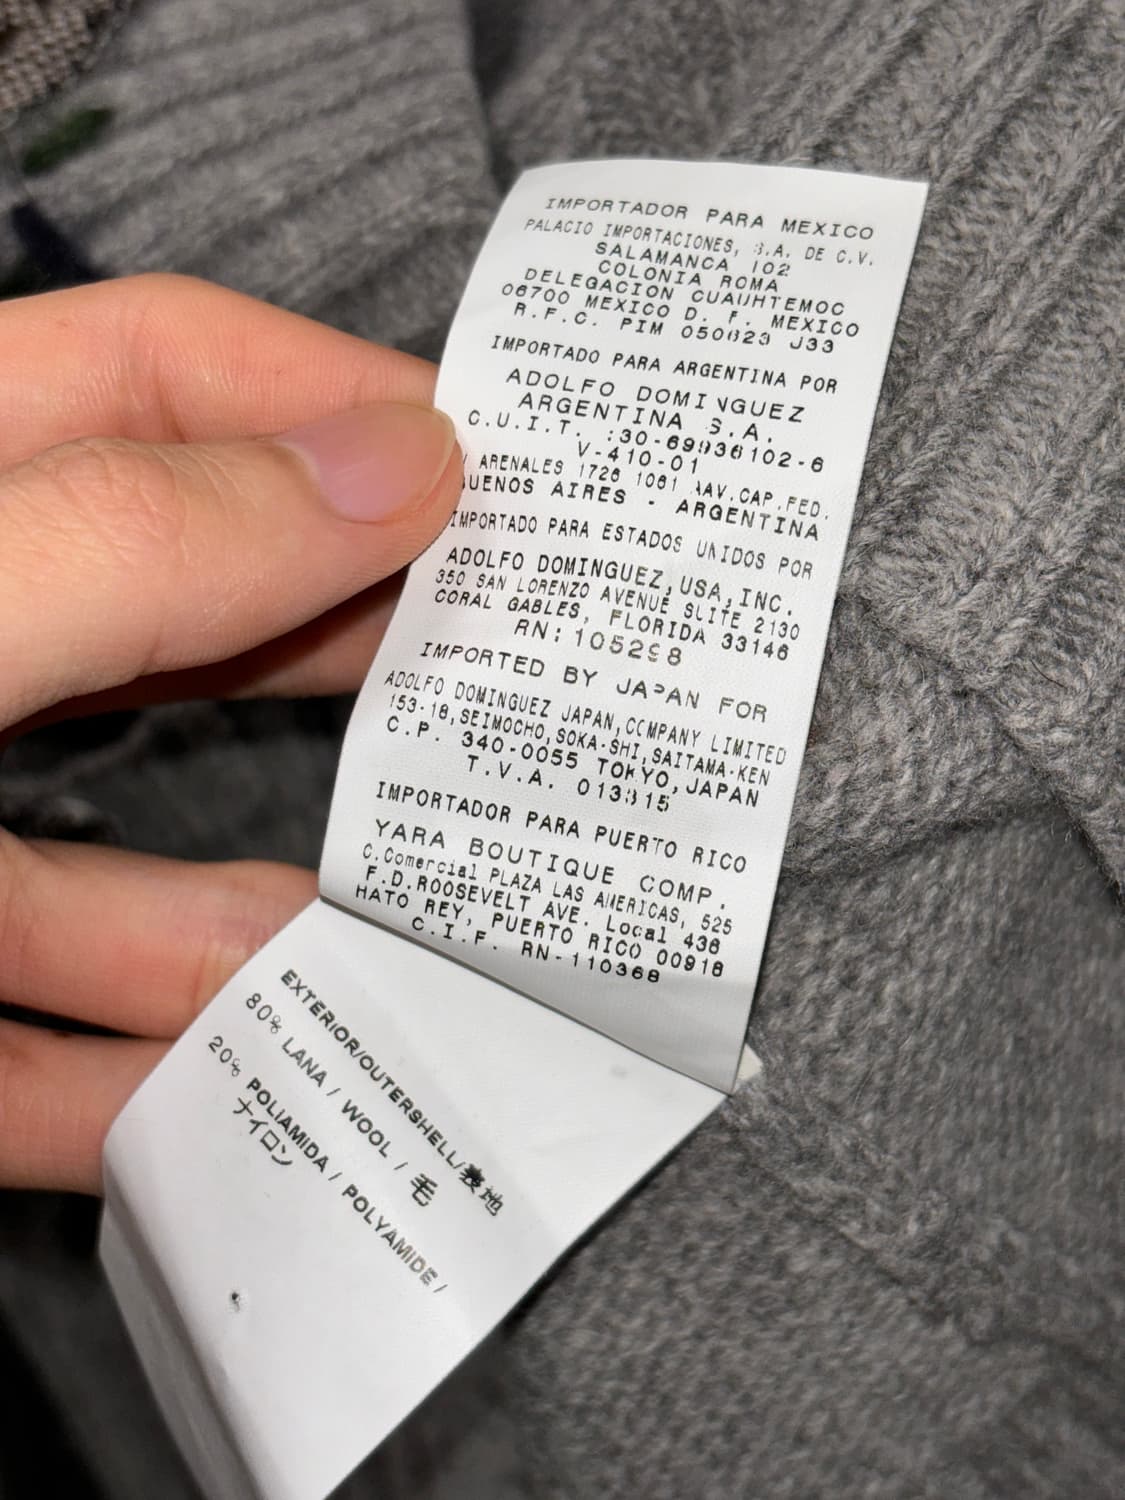 IMPORTADOR PARA MEXICO
PALACIO IMPORTACIONES, S.A. DE C.V.
SALAMANCA 102
COLONIA ROMA
DELEGACION CUAUHTEMOC
06700 MEXICO D. F. MEXICO
R.F.C. PIM 050623 J33
IMPORTADO PARA ARGENTINA POR
ADOLFO DOMINGUEZ
ARGENTINA S.A.
C.U.I.T. :30-69936102-6
V-410-01
ARENALES 1726 1061 AAV.CAP.FED.
BUENOS AIRES - ARGENTINA
IMPORTADO PARA ESTADOS UNIDOS POR
ADOLFO DOMINGUEZ,USA,INC.
350 SAN LORENZO AVENUE SUITE 2130
CORAL GABLES, FLORIDA 33146
RN: 105298
IMPORTED BY JAPAN FOR
ADOLFO DOMINGUEZ JAPAN,COMPANY LIMITED
153-18,SEIMOCHO,SOKA-SHI,SAITAMA-KEN
C.P. 340-0055 TOKYO,JAPAN
T.V.A. 013315
IMPORTADOR PARA PUERTO RICO
YARA BOUTIQUE COMP.
C.Comercial PLAZA LAS AMERICAS, 525
F.D.ROOSEVELT AVE. Local 436
HATO REY, PUERTO RICO 00918
C.I.F. RN-110368
EXTERIOR/OUTERSHELL/表地
80% LANA / WOOL / 毛
20% POLIAMIDA / POLYAMIDE /
ナイロン